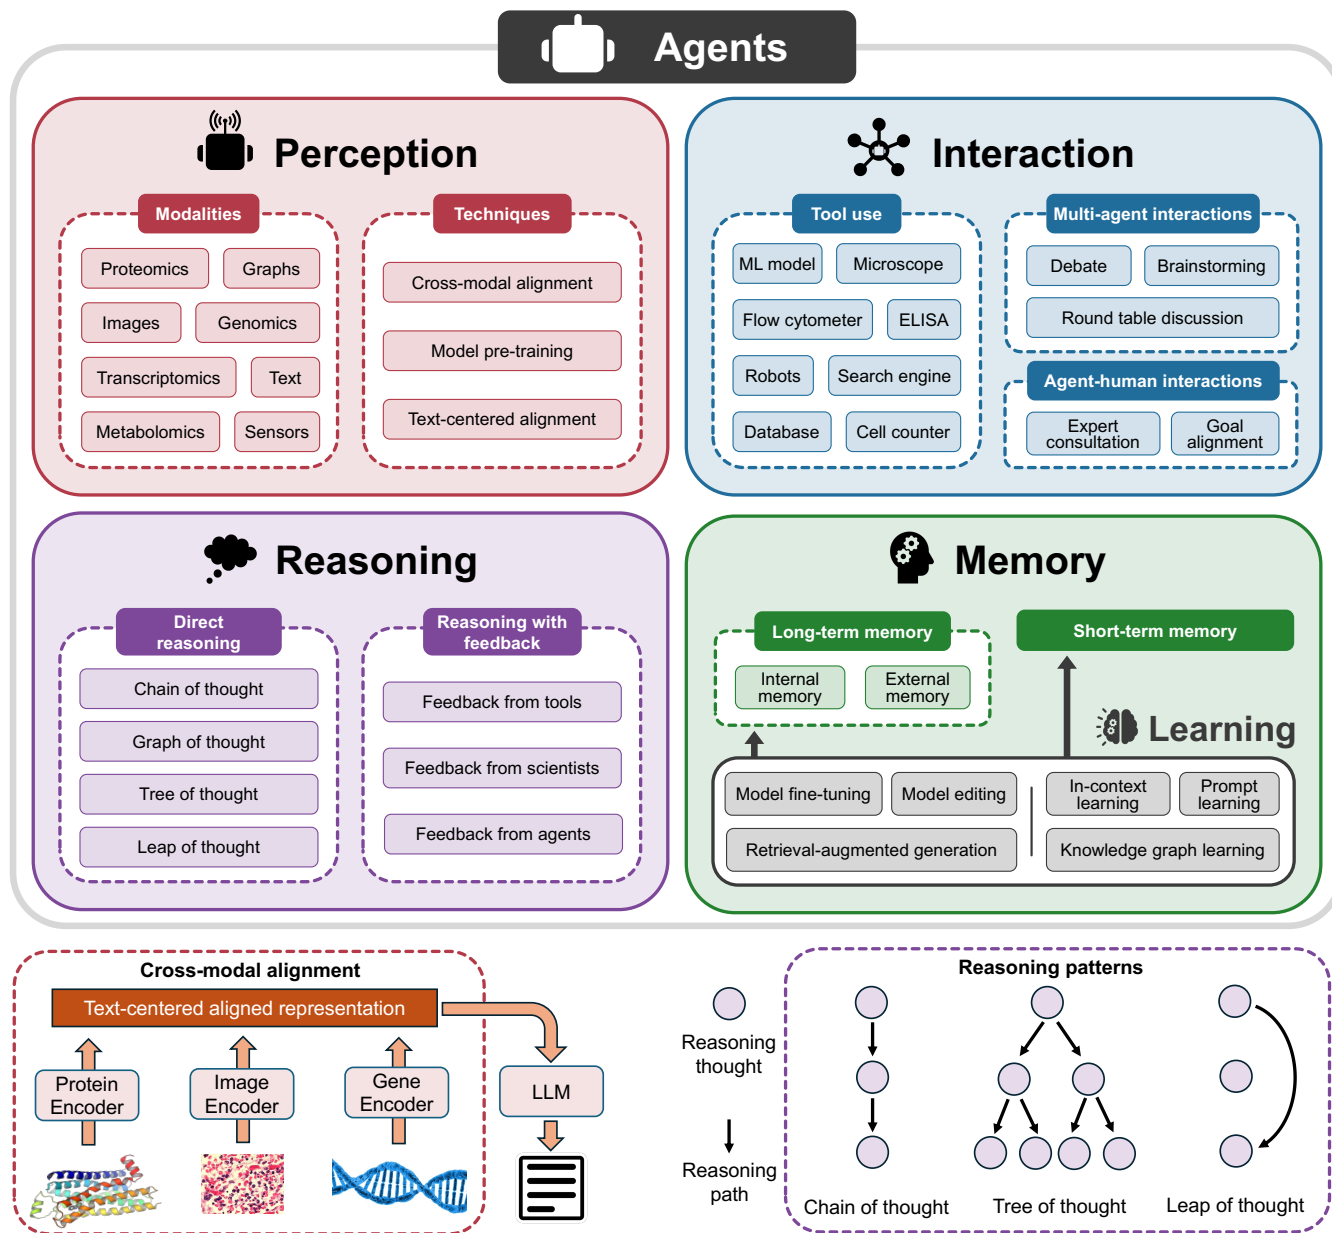 Agents
Perception
Modalities
Proteomics
Graphs
Images
Genomics
Transcriptomics
Text
Metabolomics
Sensors
Techniques
Cross-modal alignment
Model pre-training
Text-centered alignment
Interaction
Tool use
ML model
Microscope
Flow cytometer
ELISA
Robots
Search engine
Database
Cell counter
Multi-agent interactions
Debate
Brainstorming
Round table discussion
Agent-human interactions
Expert
consultation
Goal
alignment
Reasoning
Direct
reasoning
Chain of thought
Graph of thought
Tree of thought
Leap of thought
Reasoning with
feedback
Feedback from tools
Feedback from scientists
Feedback from agents
Memory
Long-term memory
Internal
memory
External
memory
Short-term memory
Learning
Model fine-tuning
Model editing
Retrieval-augmented generation
In-context
learning
Prompt
learning
Knowledge graph learning
Cross-modal alignment
Text-centered aligned representation
Protein
Encoder
Image
Encoder
Gene
Encoder
LLM
Reasoning
thought
Reasoning
path
Reasoning patterns
Chain of thought
Tree of thought
Leap of thought